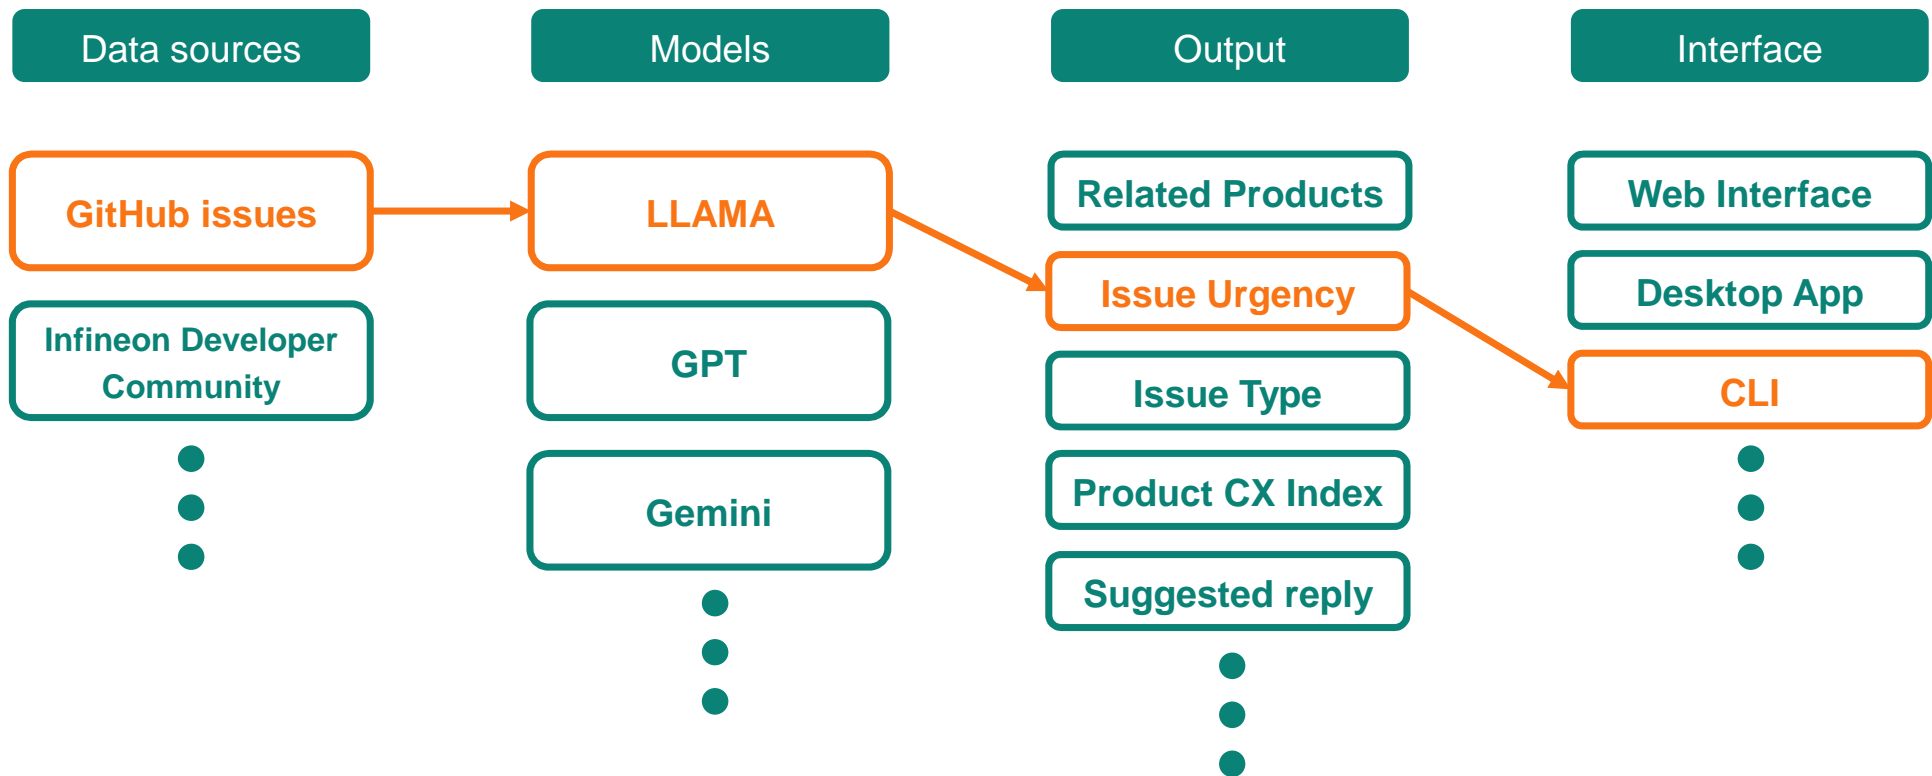 Data sources
Models
Output
Interface
GitHub issues
LLAMA
Related Products
Web Interface
Issue Urgency
Desktop App
Infineon Developer
Community
GPT
Issue Type
CLI
Gemini
Product CX Index
Suggested reply